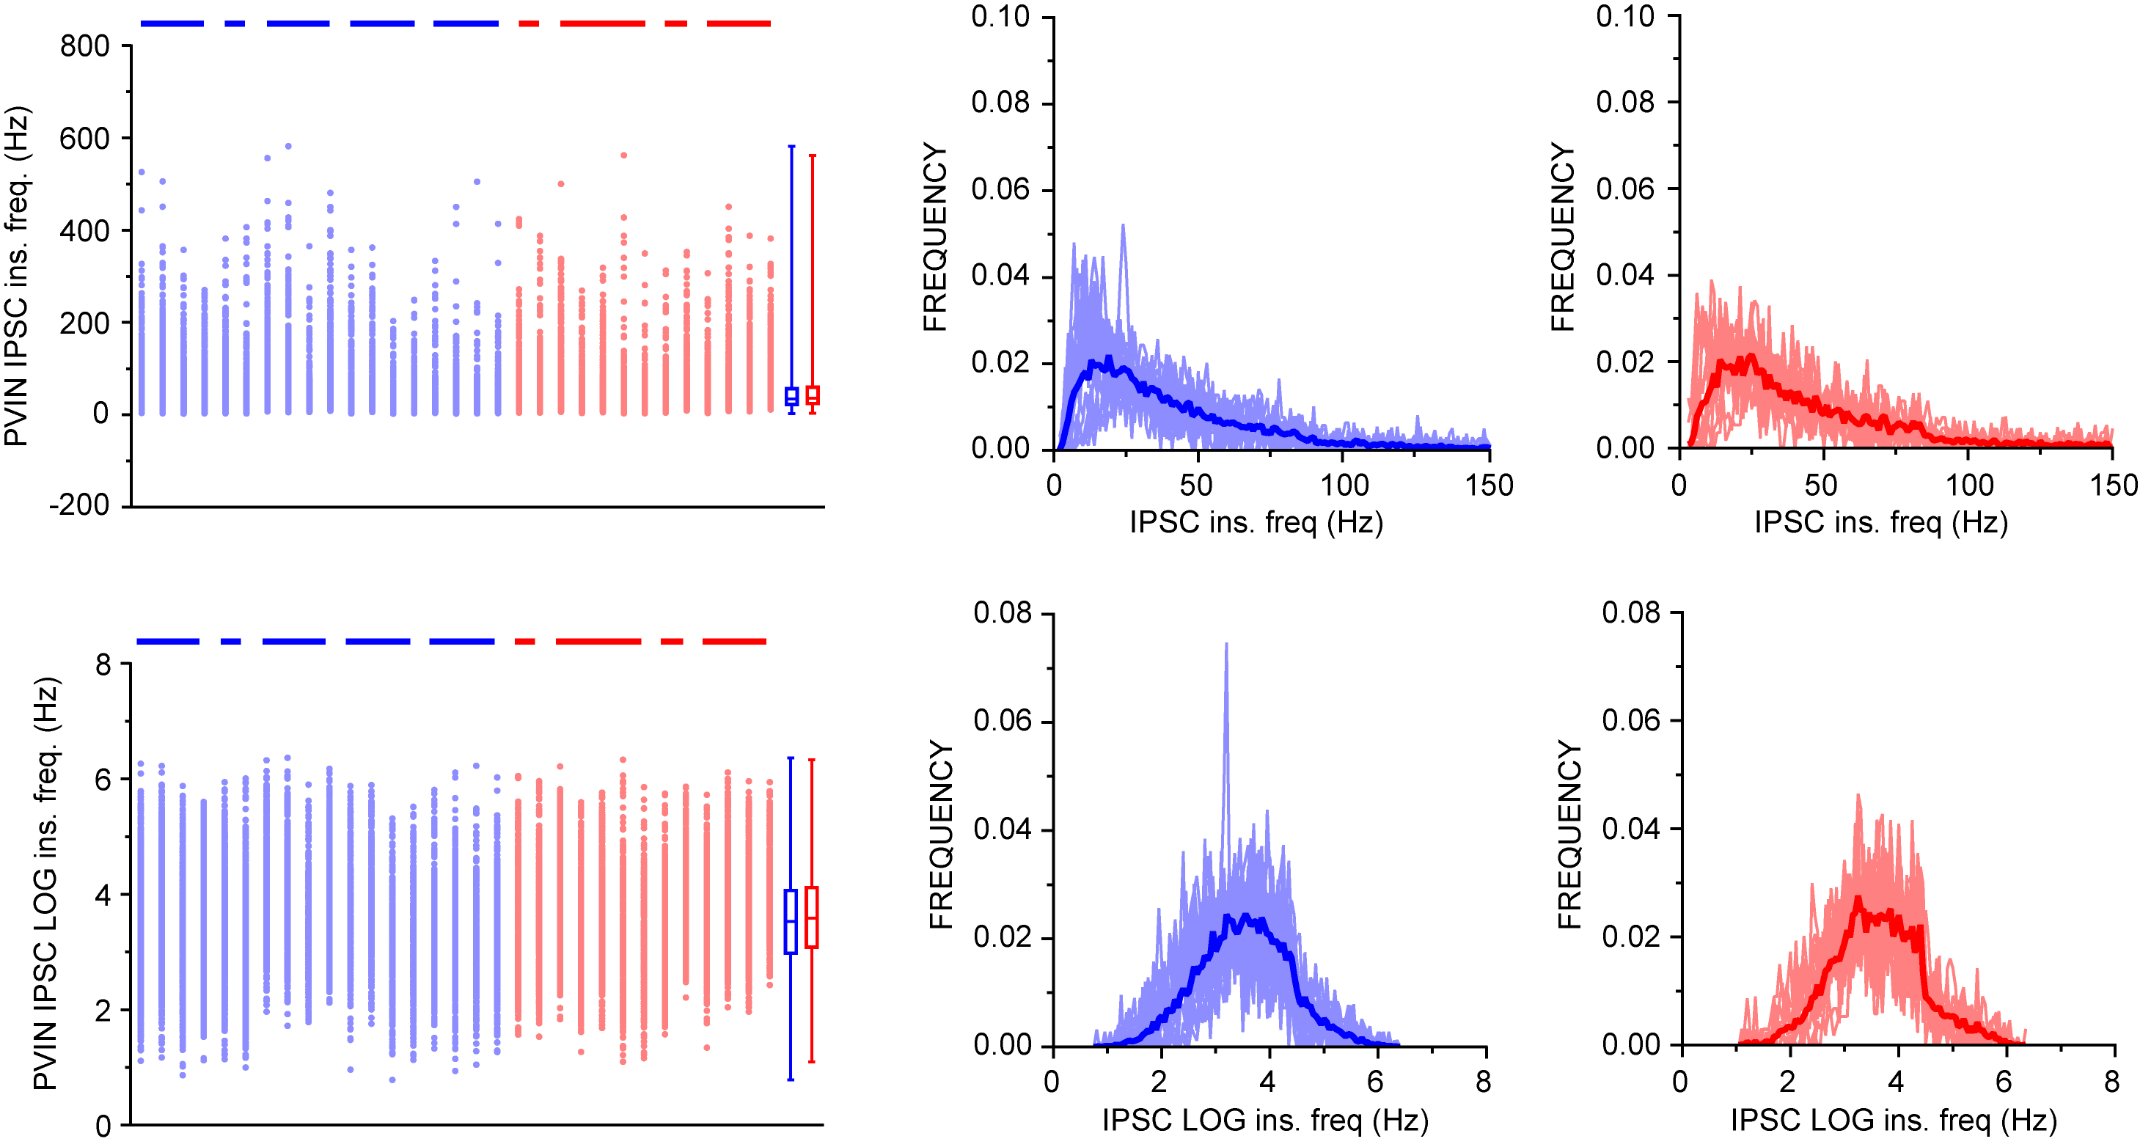 PVIN IPSC ins. freq. (Hz)
800
600
400
200
0
-200
FREQUENCY
0.10
0.08
0.06
0.04
0.02
0.00
0 50 100 150
IPSC ins. freq (Hz)
FREQUENCY
0.10
0.08
0.06
0.04
0.02
0.00
0 50 100 150
IPSC ins. freq (Hz)
PVIN IPSC LOG ins. freq. (Hz)
8
6
4
2
0
FREQUENCY
0.08
0.06
0.04
0.02
0.00
0 2 4 6 8
IPSC LOG ins. freq (Hz)
FREQUENCY
0.08
0.06
0.04
0.02
0.00
0 2 4 6 8
IPSC LOG ins. freq (Hz)